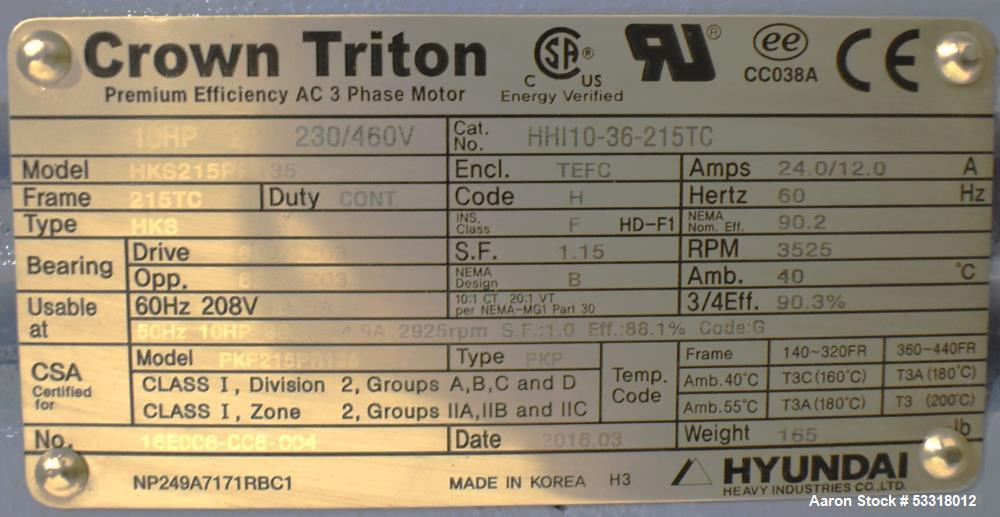 Crown Triton
Premium Efficiency AC 3 Phase Motor
CSA ®
C US
Energy Verified
RU ®
ee
CC038A
CE
10HP 230/460V Cat. No. HHI10-36-215TC
Model Encl. TEFC Amps 24.0/12.0 A
Frame 215TC Duty CONT Code H Hertz 60 Hz
Type HKS INS. Class F HD-F1 NEMA Nom. Eff. 90.2
Bearing Drive S.F. 1.15 RPM 3525
Opp. NEMA Design B Amb. 40 °C
Usable at 60Hz 208V 10:1 CT 20:1 VT per NEMA-MG1 Part 30 3/4Eff. 90.3%
50Hz 10HP 2925rpm S.F.:1.0 Eff.:88.1% Code:G
CSA Certified for Model Type PKP Temp. Code Frame 140~320FR 360~440FR
CLASS I, Division 2, Groups A,B,C and D Amb.40°C T3C(160°C) T3A(180°C)
CLASS I, Zone 2, Groups IIA,IIB and IIC Amb.55°C T3A(180°C) T3 (200°C)
No. Date 2016.03 Weight 165 lb
NP249A7171RBC1 MADE IN KOREA H3 HYUNDAI
HEAVY INDUSTRIES CO.,LTD.
Aaron Stock # 53318012